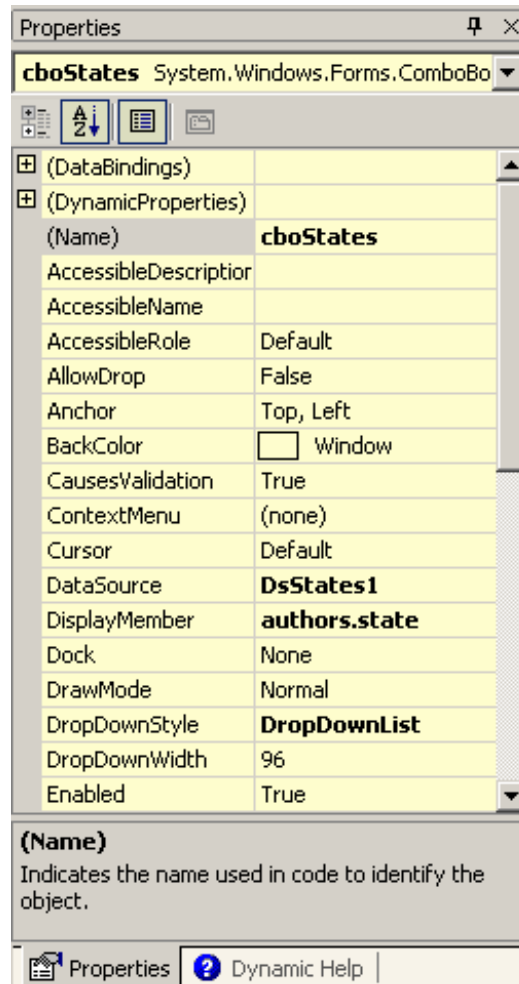 Properties
cboStates System.Windows.Forms.ComboBo
(DataBindings)
(DynamicProperties)
(Name) cboStates
AccessibleDescription
AccessibleName
AccessibleRole Default
AllowDrop False
Anchor Top, Left
BackColor Window
CausesValidation True
ContextMenu (none)
Cursor Default
DataSource DsStates1
DisplayMember authors.state
Dock None
DrawMode Normal
DropDownStyle DropDownList
DropDownWidth 96
Enabled True
(Name)
Indicates the name used in code to identify the
object.
Properties Dynamic Help